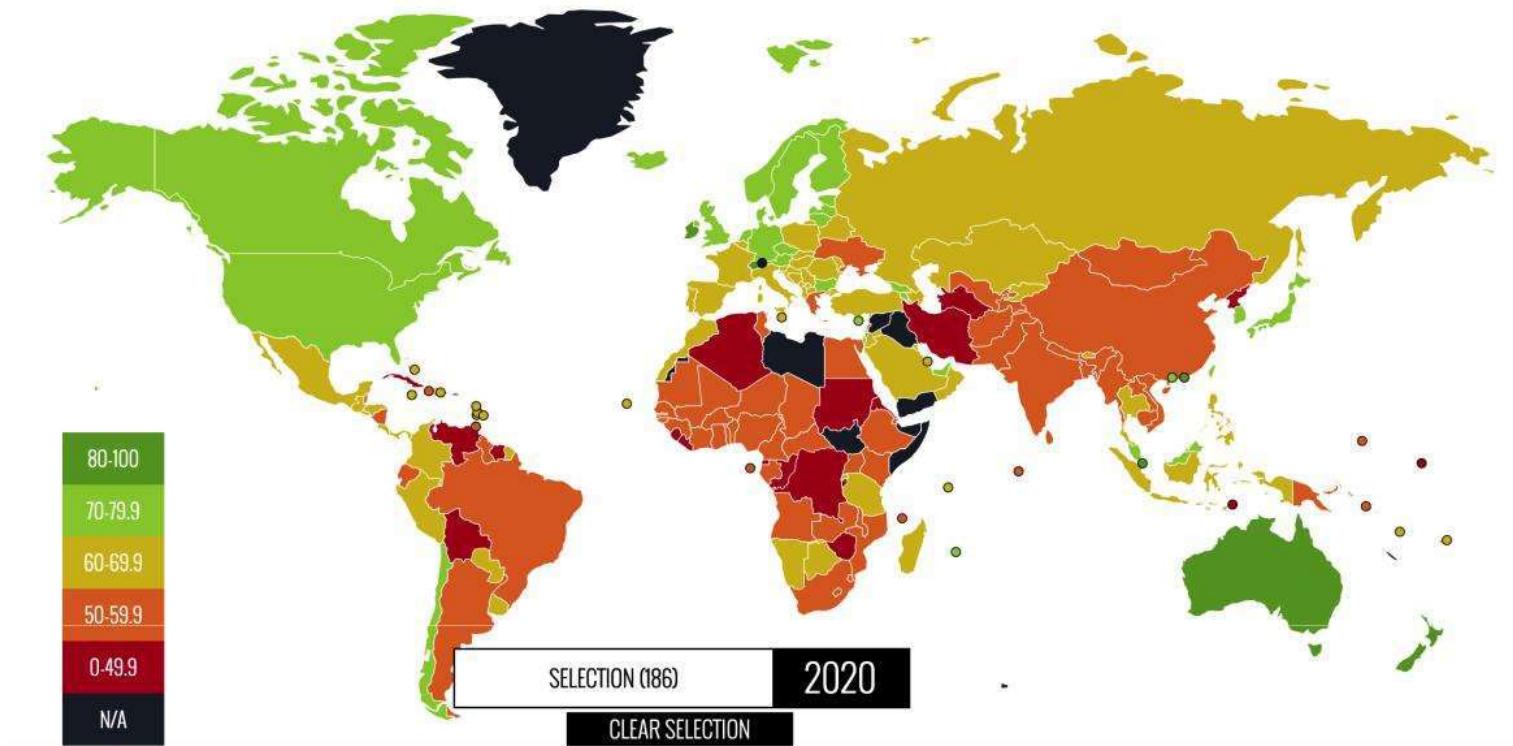 80-100
70-79.9
60-69.9
50-59.9
0-49.9
N/A
SELECTION (186)
2020
CLEAR SELECTION